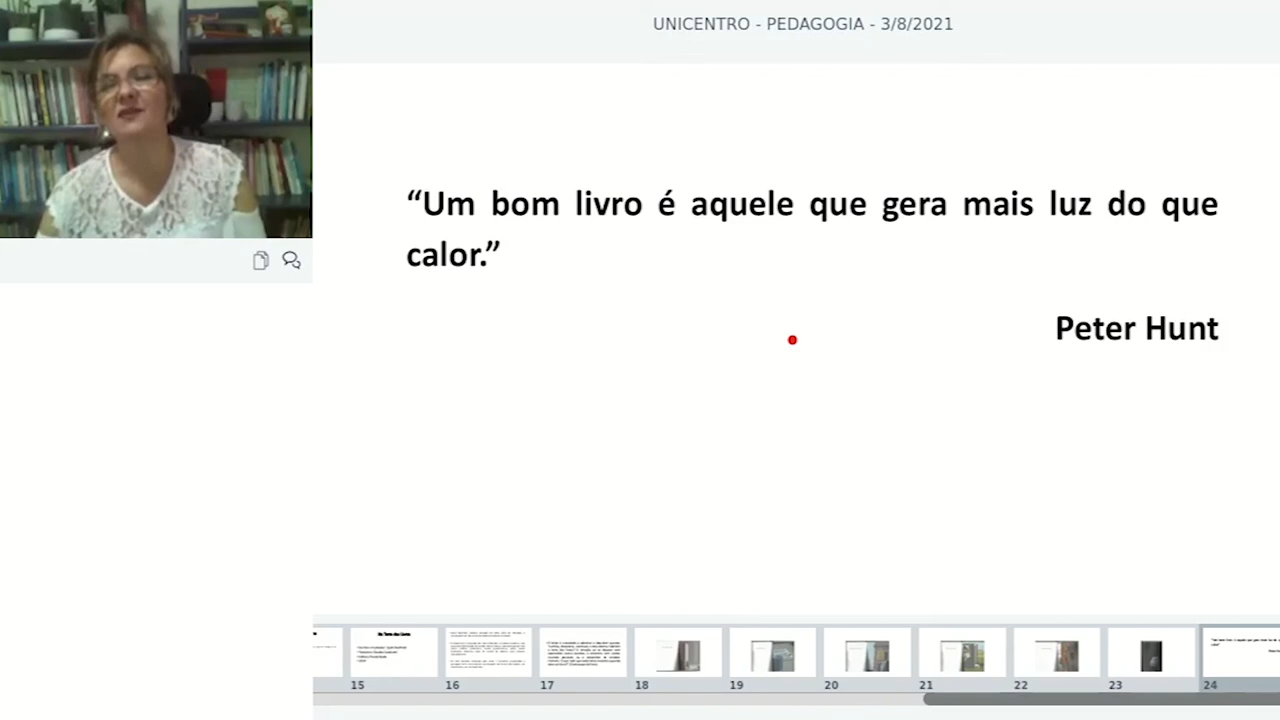 UNICENTRO - PEDAGOGIA - 3/8/2021
“Um bom livro é aquele que gera mais luz do que
calor.”
Peter Hunt
15
16
17
18
19
20
21
22
23
24